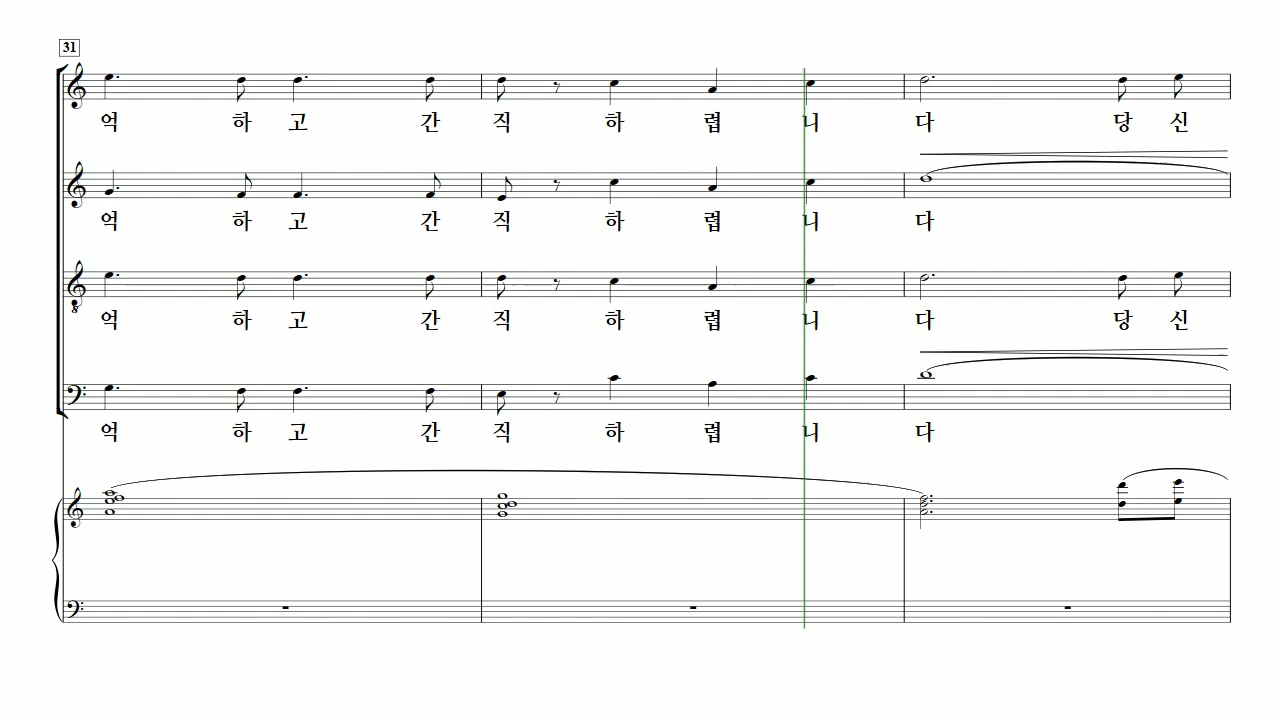 31
억 하 고 간 직 하 렵 니 다 당 신
억 하 고 간 직 하 렵 니 다
억 하 고 간 직 하 렵 니 다 당 신
억 하 고 간 직 하 렵 니 다